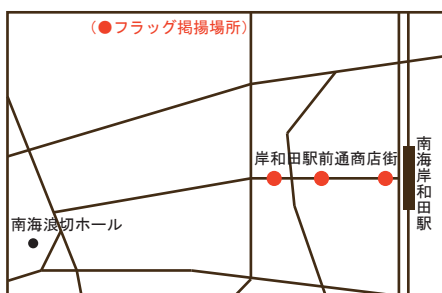 （●フラッグ掲揚場所）
岸和田駅前通商店街
南海岸和田駅
南海浪切ホール